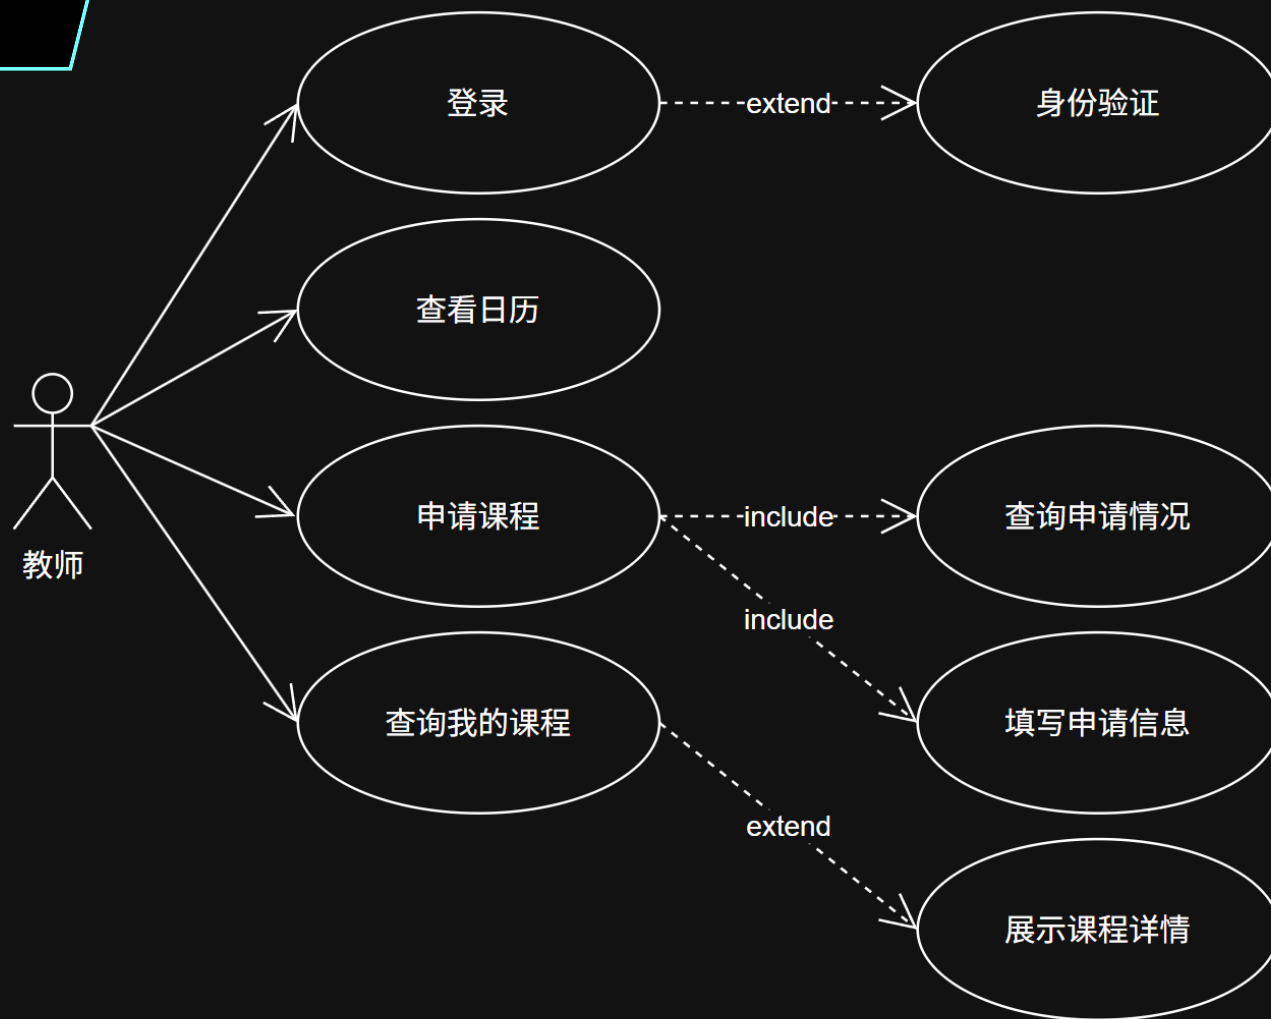 登录
extend
身份验证
查看日历
教师
申请课程
include
查询申请情况
include
查询我的课程
填写申请信息
extend
展示课程详情